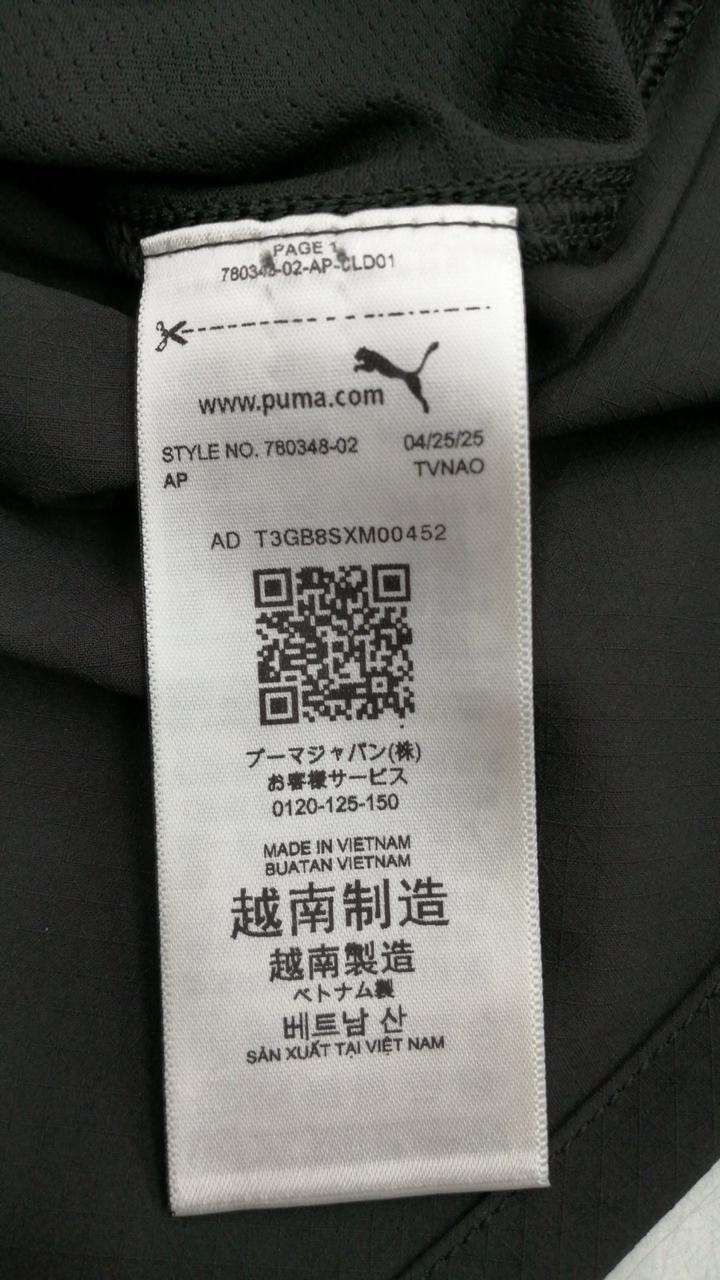 PAGE 1
780348-02-AP-CLD01
www.puma.com
STYLE NO. 780348-02 04/25/25
AP TVNAO
AD T3GB8SXM00452
プーマジャパン(株)
お客様サービス
0120-125-150
MADE IN VIETNAM
BUATAN VIETNAM
越南制造
越南製造
ベトナム製
베트남 산
SẢN XUẤT TẠI VIỆT NAM